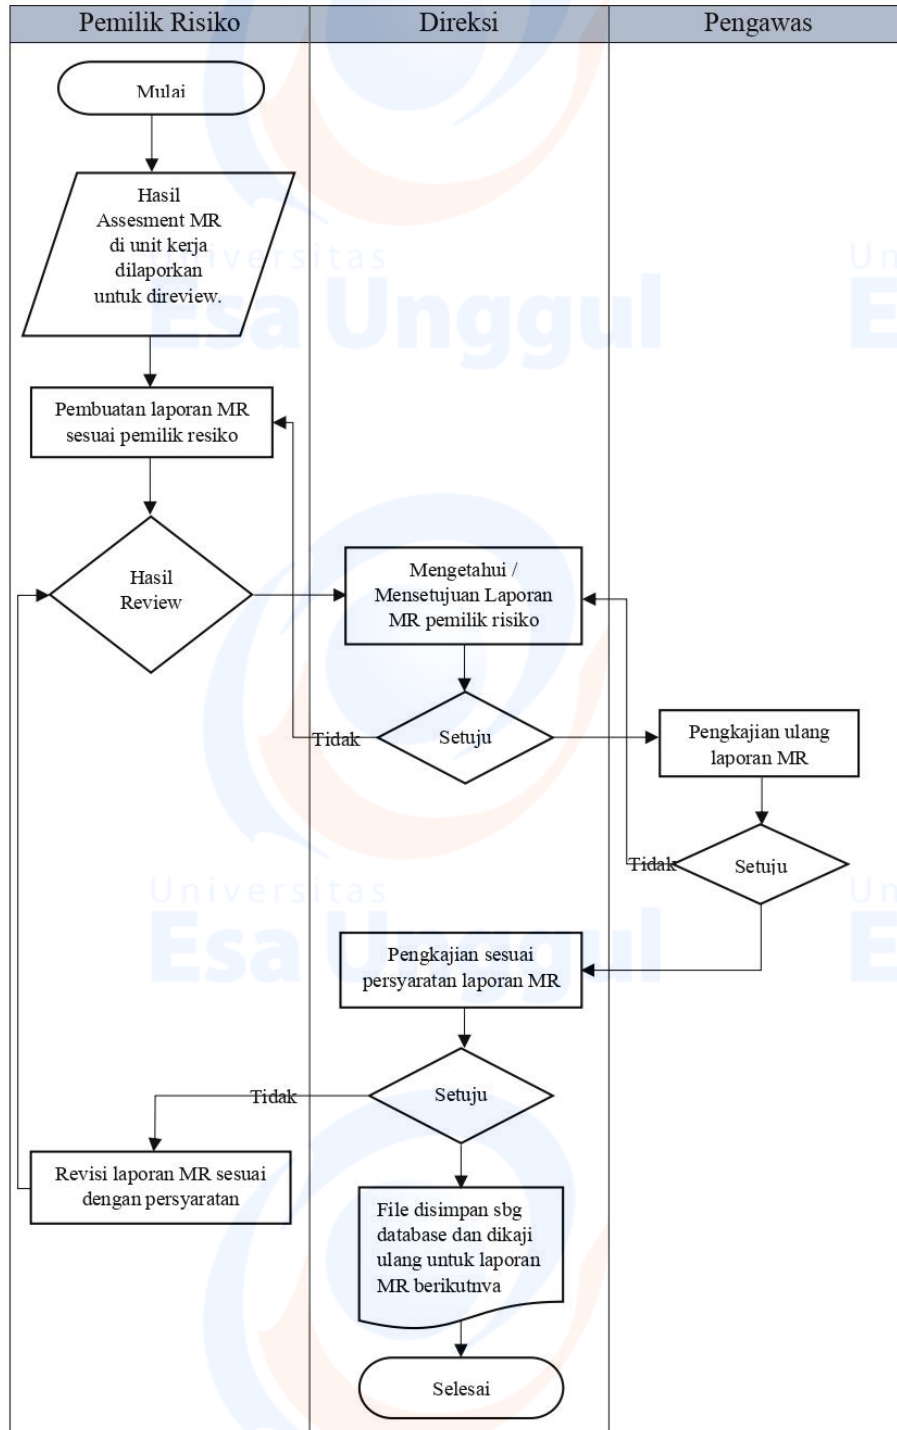 Pemilik Risiko
Direksi
Pengawas
Mulai
Hasil
Assesment MR
di unit kerja
dilaporkan
untuk direview.
Universitas
Esa Unggul
Un
E
Pembuatan laporan MR
sesuai pemilik resiko
Hasil
Review
Mengetahui /
Mensetujuan Laporan
MR pemilik risiko
Tidak
Setuju
Pengkajian ulang
laporan MR
Tidak
Setuju
Universitas
Esa Unggul
Un
E
Pengkajian sesuai
persyaratan laporan MR
Tidak
Setuju
Revisi laporan MR sesuai
dengan persyaratan
File disimpan sbg
database dan dikaji
ulang untuk laporan
MR berikutnya
Selesai